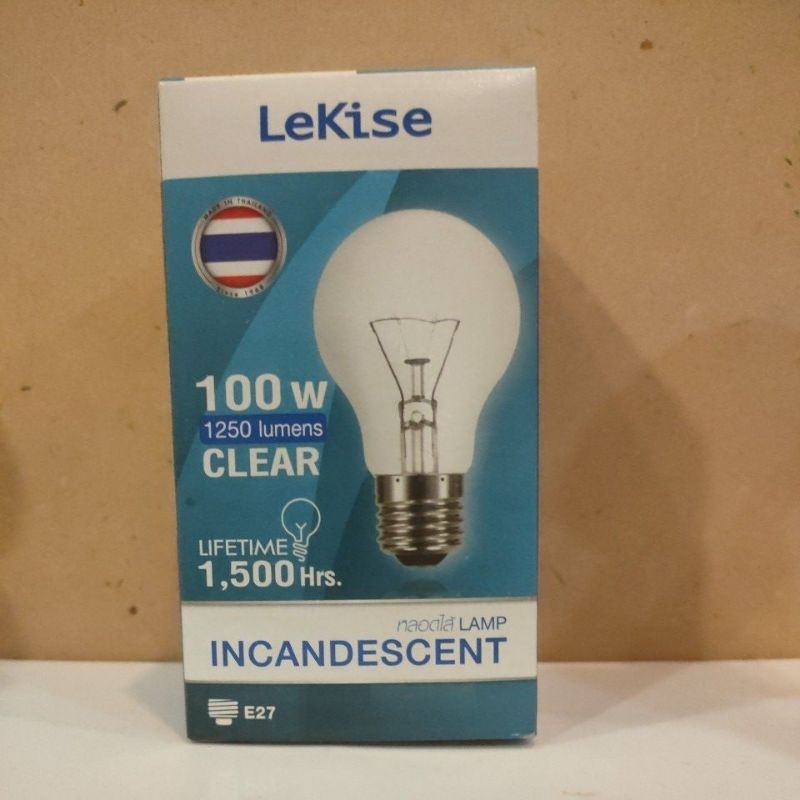 LeKise
MADE IN THAILAND
Since 1968
100 W
1250 lumens
CLEAR
LIFETIME
1,500 Hrs.
หลอดไส้ LAMP
INCANDESCENT
E27